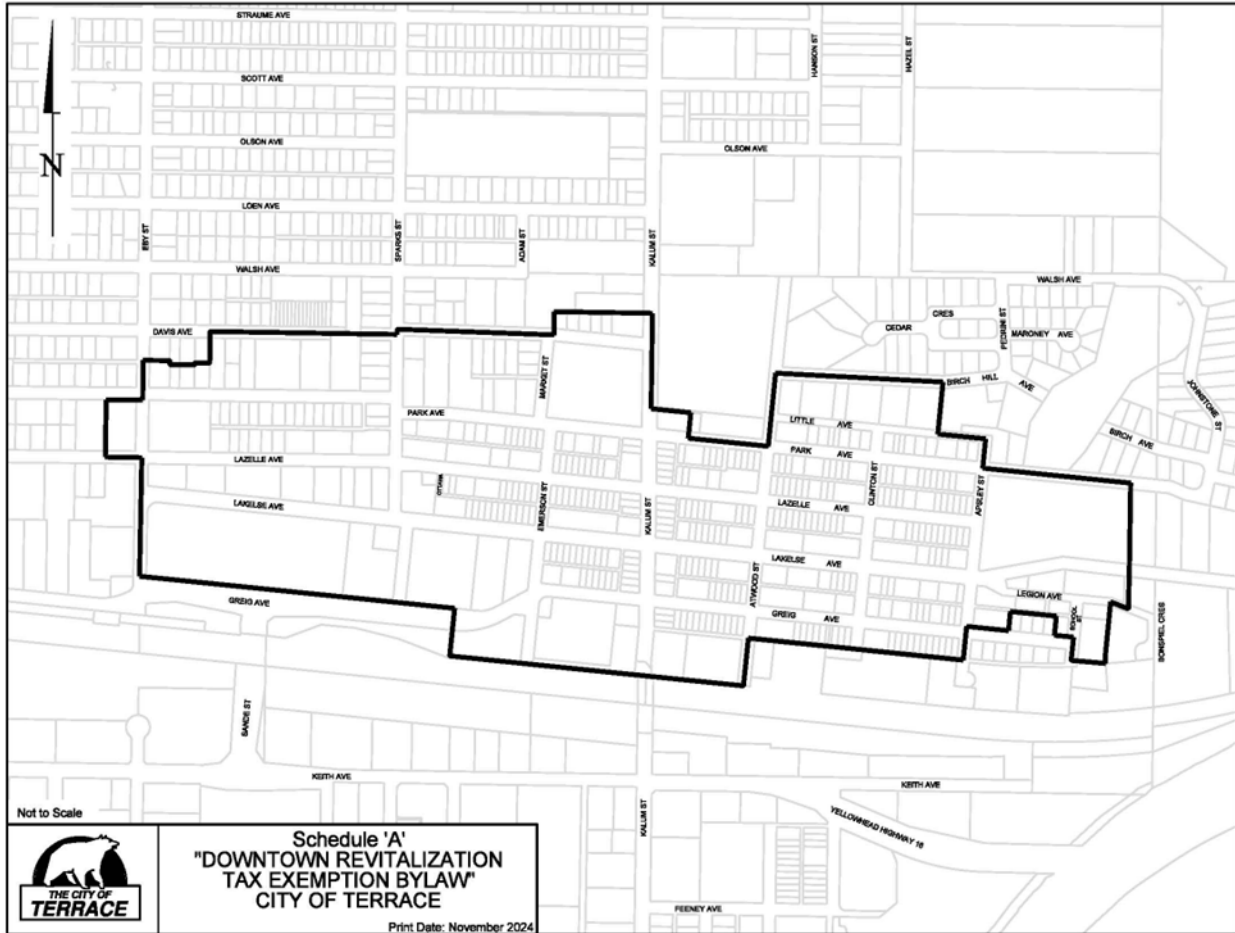 STRAUME AVE
HANSON ST
HAZEL ST
SCOTT AVE
OLSON AVE
OLSON AVE
N
LOEN AVE
EBY ST
SPARKS ST
ADAM ST
KALUM ST
WALSH AVE
WALSH AVE
CEDAR CRES
PEDRINI ST
MARONEY AVE
DAVIS AVE
BIRCH HILL AVE
JOHNSTONE ST
MARKET ST
PARK AVE
LITTLE AVE
BIRCH AVE
PARK AVE
LAZELLE AVE
CLINTON ST
APSLEY ST
OTTAWA
EMERSON ST
KALUM ST
LAZELLE AVE
LAKELSE AVE
LAKELSE AVE
ATWOOD ST
LEGION AVE
GREIG AVE
GREIG AVE
SCHOOL ST
BONSPIEL CRES
SANDE ST
KEITH AVE
KEITH AVE
KALUM ST
YELLOWHEAD HIGHWAY 16
FEENEY AVE
Not to Scale
THE CITY OF
TERRACE
Schedule 'A'
"DOWNTOWN REVITALIZATION
TAX EXEMPTION BYLAW"
CITY OF TERRACE
Print Date: November 2024